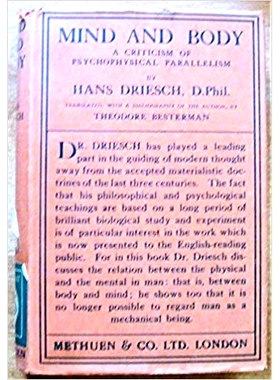 MIND AND BODY
A CRITICISM OF
PSYCHOPHYSICAL PARALLELISM
BY
HANS DRIESCH, D.Phil.
TRANSLATED, WITH A BIBLIOGRAPHY OF THE AUTHOR, BY
THEODORE BESTERMAN
DR. DRIESCH has played a leading
part in the guiding of modern thought
away from the accepted materialistic doc-
trines of the last three centuries. The fact
that his philosophical and psychological
teachings are based on a long period of
brilliant biological study and experiment
is of particular interest in the work which
is now presented to the English-reading
public. For in this book Dr. Driesch dis-
cusses the relation between the physical
and the mental in man: that is, between
body and mind; he shows too that it is
no longer possible to regard man as a
mechanical being.
METHUEN & CO. LTD. LONDON